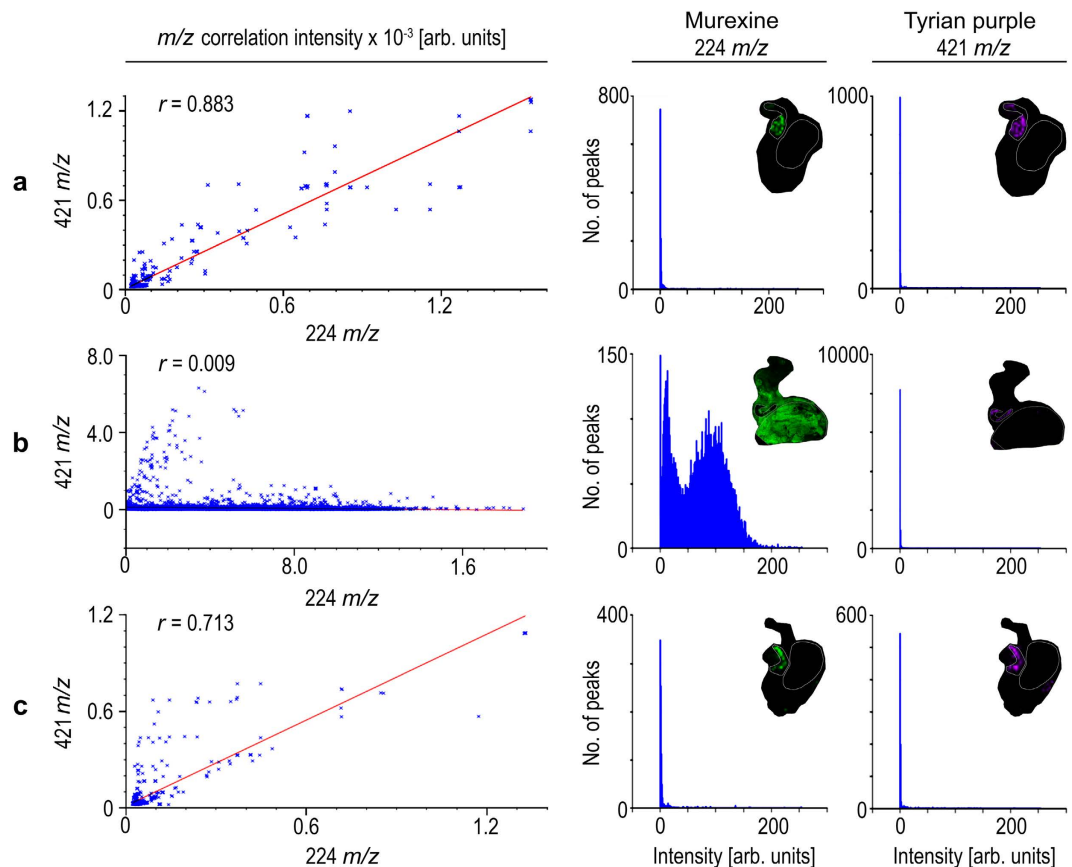 m/z correlation intensity x 10⁻³ [arb. units]
Murexine
224 m/z
Tyrian purple
421 m/z
a
421 m/z
1.2
0.6
0
r = 0.883
0
0.6
1.2
224 m/z
No. of peaks
800
400
0
0
200
1000
500
0
0
200
b
421 m/z
8.0
4.0
0
r = 0.009
0
8.0
1.6
224 m/z
No. of peaks
150
0
0
200
10000
0
0
200
c
421 m/z
1.2
0.6
0
r = 0.713
0
0.6
1.2
224 m/z
No. of peaks
400
200
0
0
200
Intensity [arb. units]
600
300
0
0
200
Intensity [arb. units]